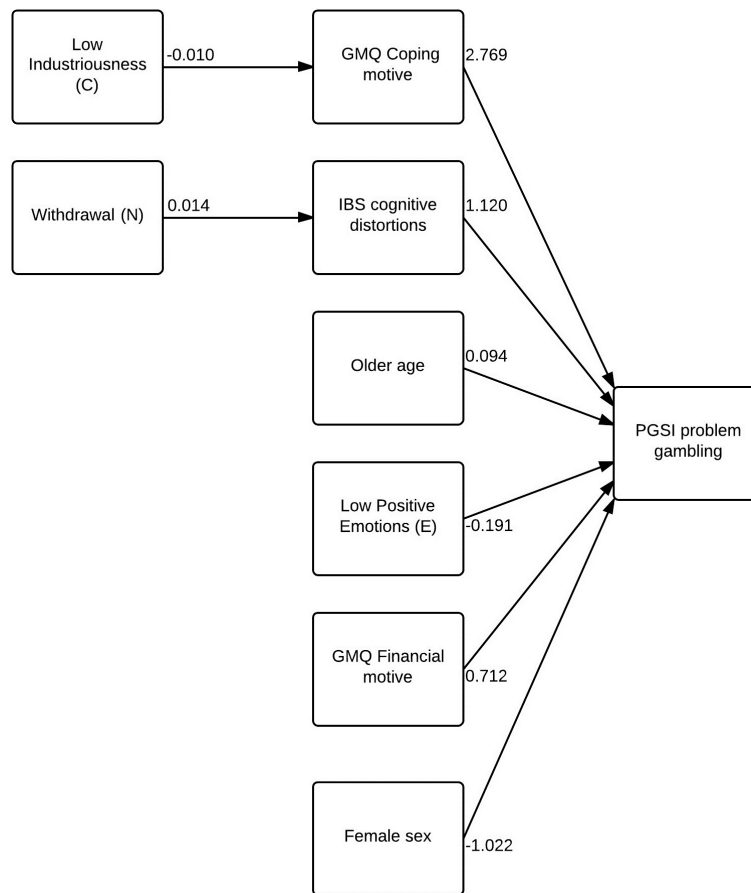 Low
Industriousness
(C)
-0.010
GMQ Coping
motive
2.769
Withdrawal (N)
0.014
IBS cognitive
distortions
1.120
Older age
0.094
PGSI problem
gambling
Low Positive
Emotions (E)
-0.191
GMQ Financial
motive
0.712
Female sex
-1.022